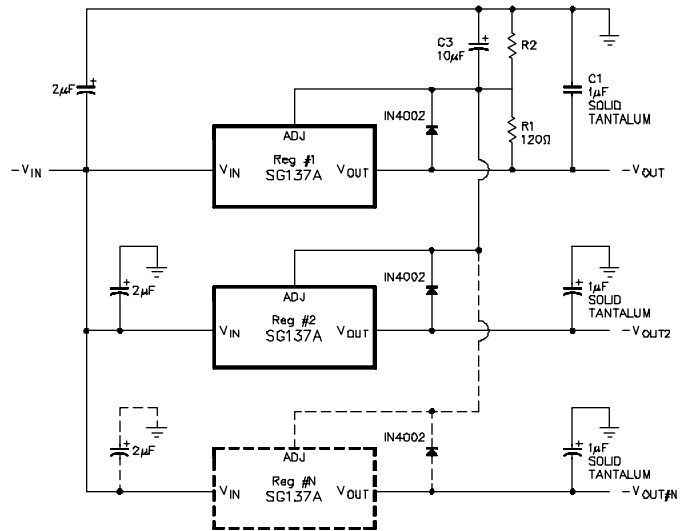 C3
10μF
R2
2μF
C1
1μF
SOLID
TANTALUM
IN4002
R1
120Ω
ADJ
Reg #1
SG137A
VIN
VOUT
−VIN
−VOUT
2μF
IN4002
1μF
SOLID
TANTALUM
ADJ
Reg #2
SG137A
VIN
VOUT
−VOUT2
2μF
IN4002
1μF
SOLID
TANTALUM
ADJ
Reg #N
SG137A
VIN
VOUT
−VOUT#N